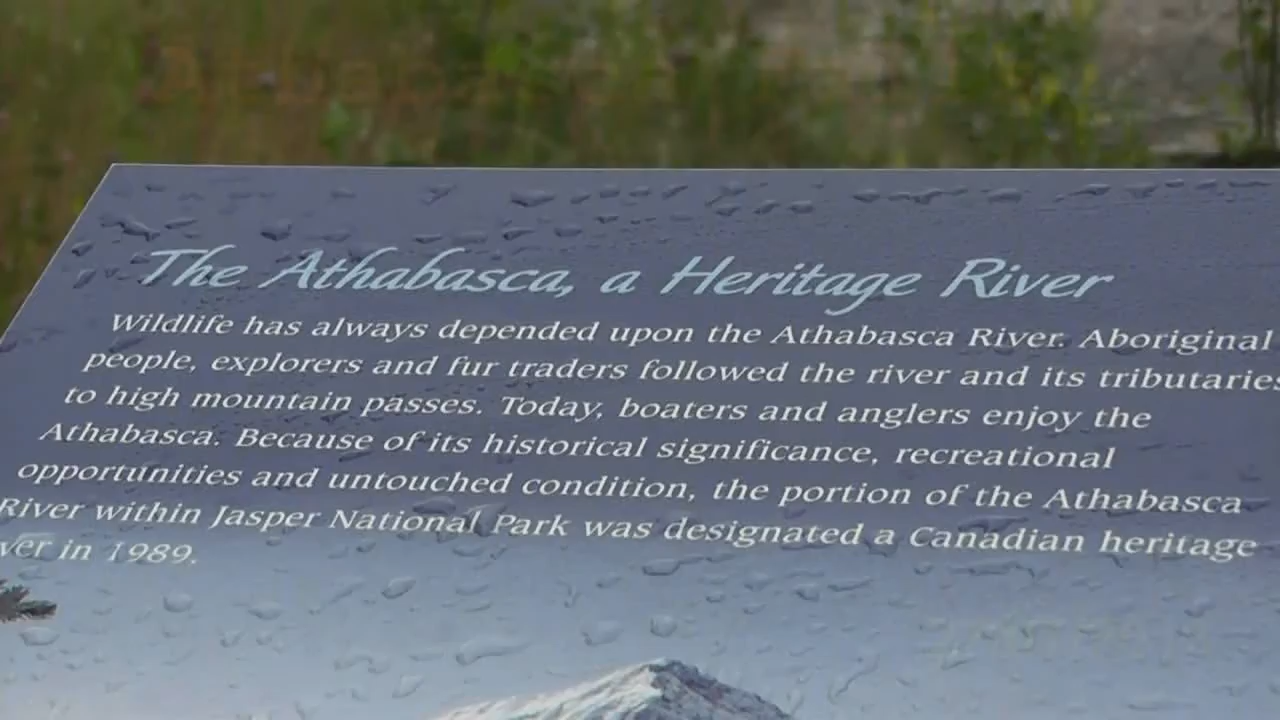 The Athabasca, a Heritage River
Wildlife has always depended upon the Athabasca River. Aboriginal
people, explorers and fur traders followed the river and its tributaries
to high mountain passes. Today, boaters and anglers enjoy the
Athabasca. Because of its historical significance, recreational
opportunities and untouched condition, the portion of the Athabasca
River within Jasper National Park was designated a Canadian heritage
ver in 1989.